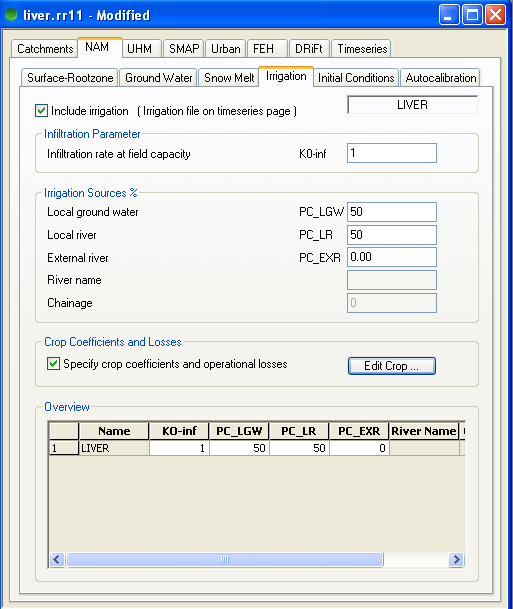 liver.rr11 - Modified
Catchments NAM UHM SMAP Urban FEH DRiFt Timeseries
Surface-Rootzone Ground Water Snow Melt Irrigation Initial Conditions Autocalibration
Include irrigation ( Irrigation file on timeseries page ) LIVER
Infiltration Parameter
Infiltration rate at field capacity K0-inf 1
Irrigation Sources %
Local ground water PC_LGW 50
Local river PC_LR 50
External river PC_EXR 0.00
River name
Chainage 0
Crop Coefficients and Losses
Specify crop coefficients and operational losses Edit Crop ...
Overview
Name K0-inf PC_LGW PC_LR PC_EXR River Name
1 LIVER 1 50 50 0